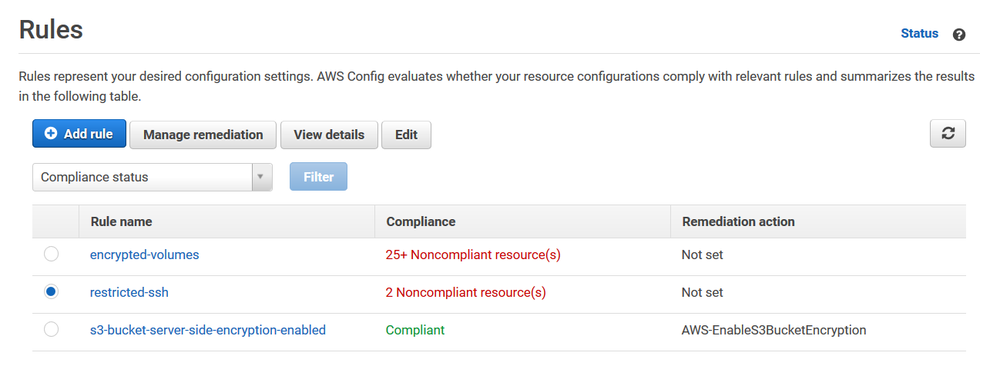 Rules
Status
Rules represent your desired configuration settings. AWS Config evaluates whether your resource configurations comply with relevant rules and summarizes the results
in the following table.
Add rule Manage remediation View details Edit
Compliance status Filter
Rule name Compliance Remediation action
encrypted-volumes 25+ Noncompliant resource(s) Not set
restricted-ssh 2 Noncompliant resource(s) Not set
s3-bucket-server-side-encryption-enabled Compliant AWS-EnableS3BucketEncryption